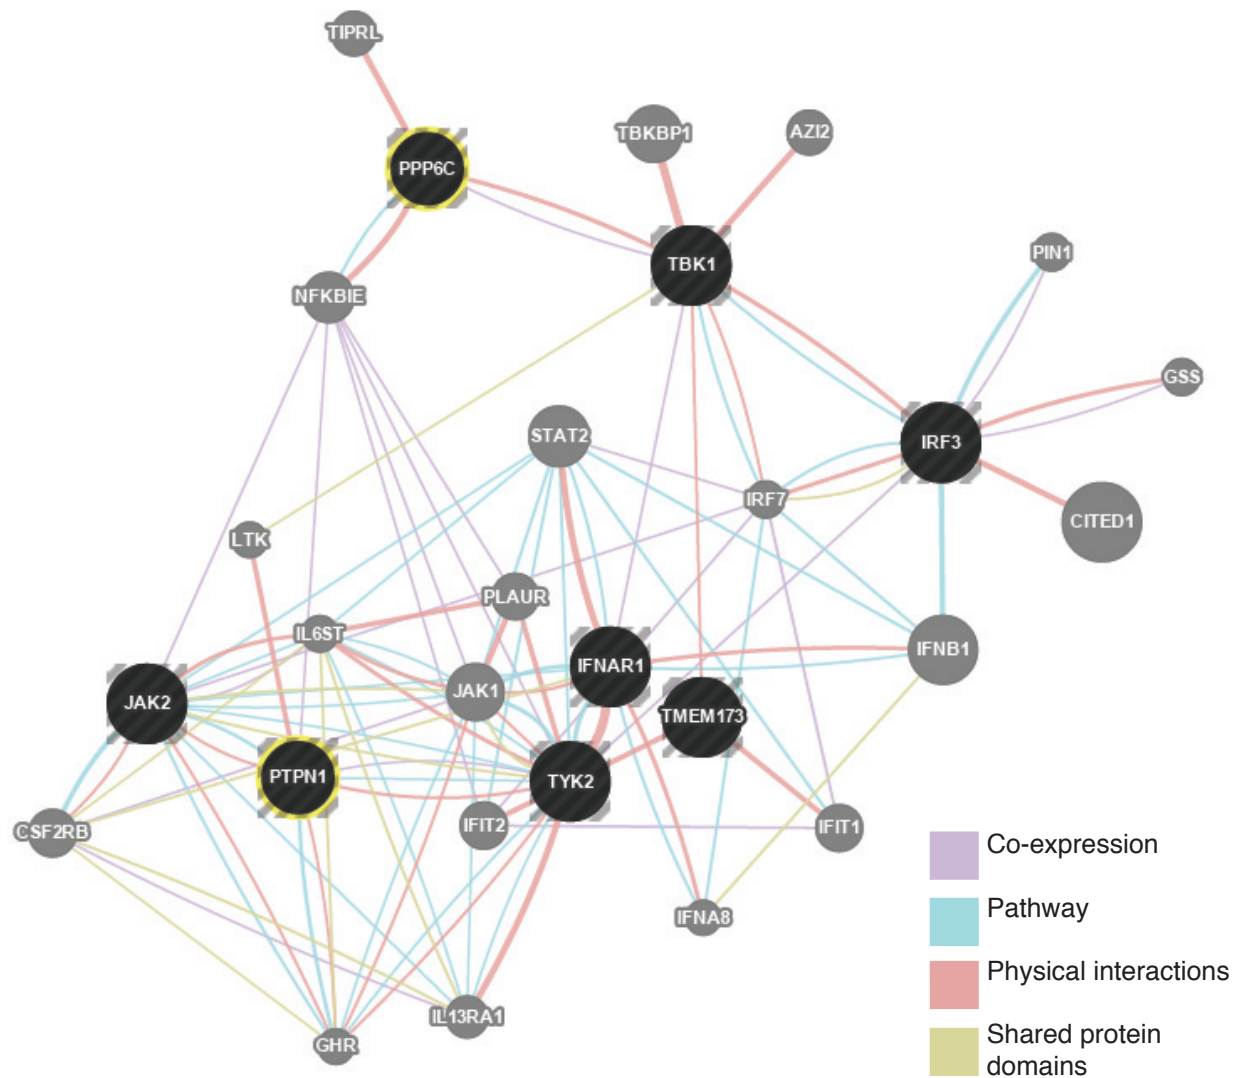 TIPRL
TBKBP1
AZI2
PPP6C
TBK1
PIN1
NFKBIE
GSS
STAT2
IRF3
IRF7
CITED1
LTK
PLAUR
IL6ST
IFNB1
IFNAR1
JAK1
JAK2
TMEM173
PTPN1
TYK2
CSF2RB
IFIT2
IFIT1
IFNA8
IL13RA1
GHR
Co-expression
Pathway
Physical interactions
Shared protein
domains